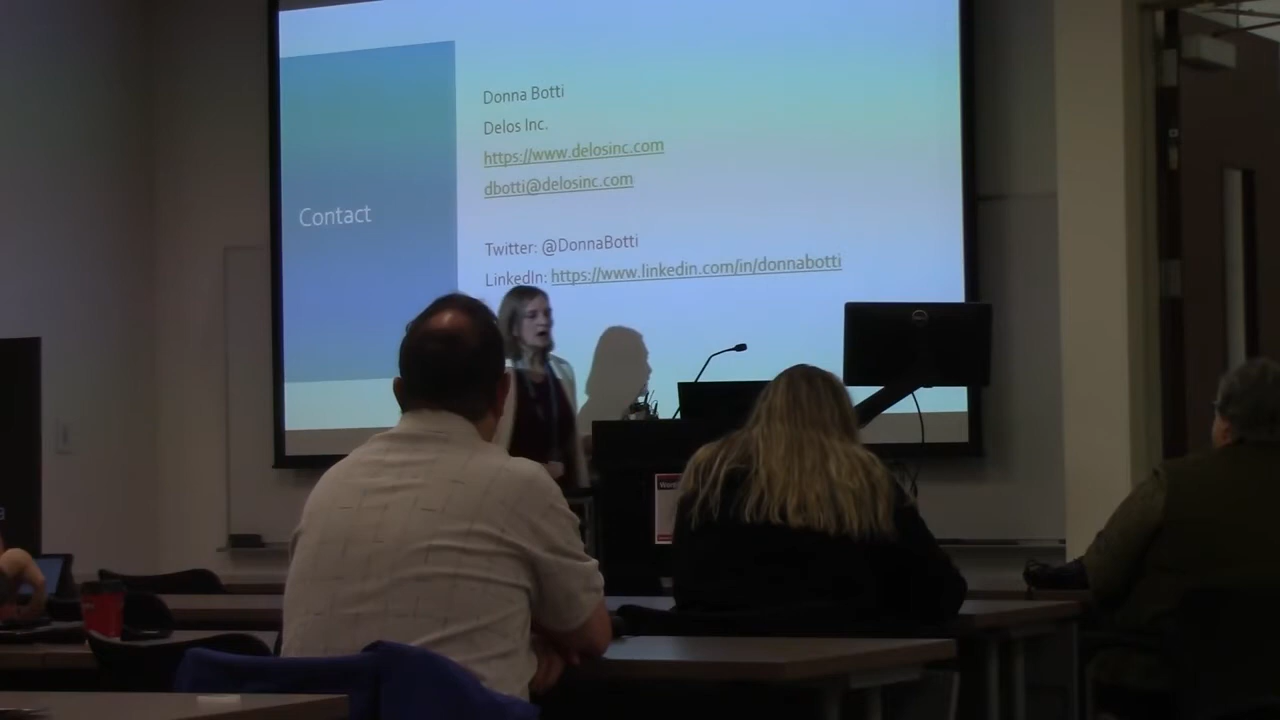 Donna Botti
Delos Inc.
https://www.delosinc.com
dbotti@delosinc.com
Contact
Twitter: @DonnaBotti
LinkedIn: https://www.linkedin.com/in/donnabotti
DELL